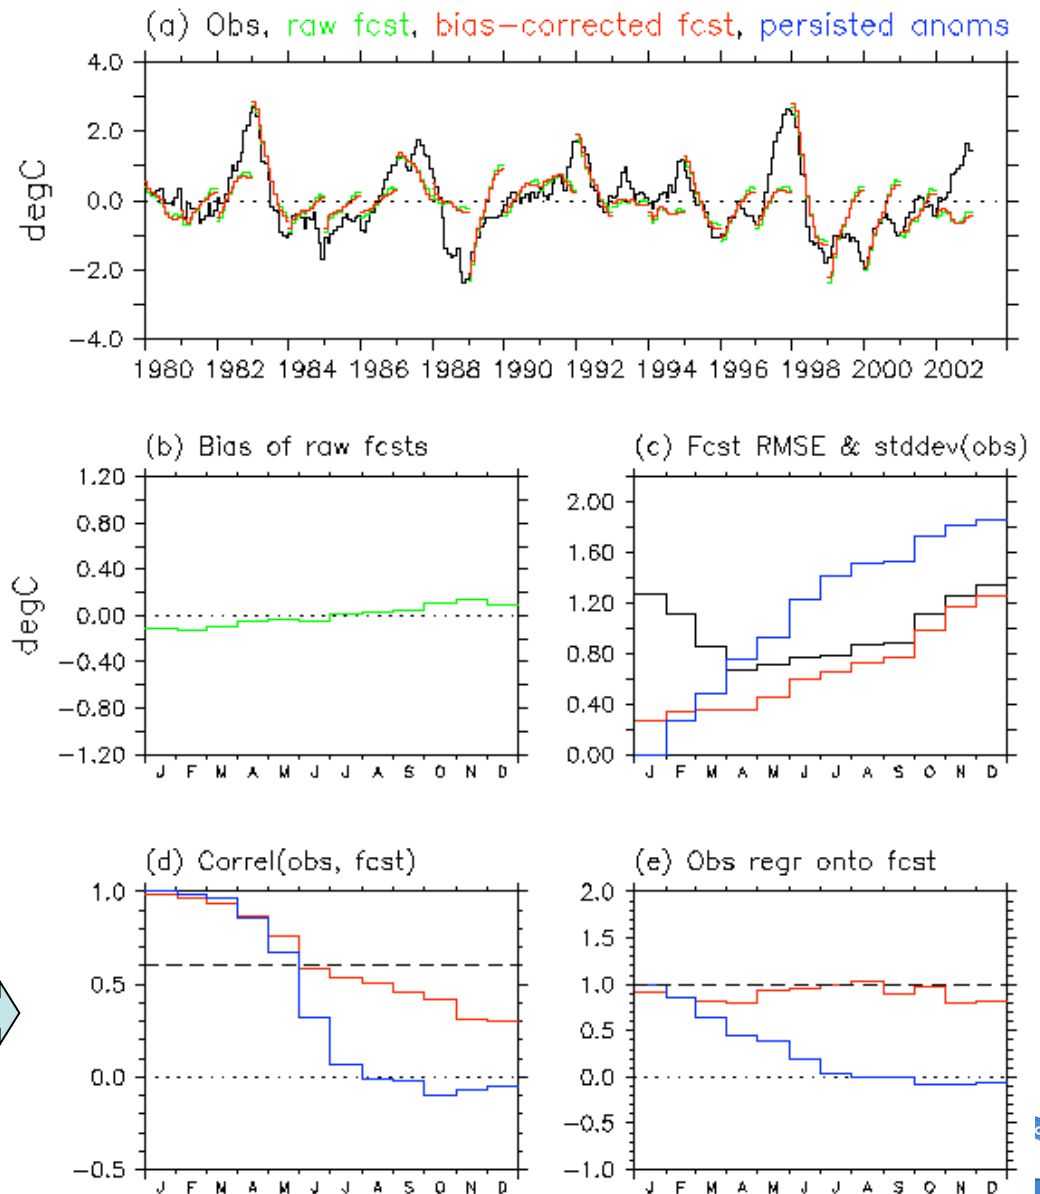 (a) Obs, raw fcst, bias-corrected fcst, persisted anoms
4.0
2.0
0.0
-2.0
-4.0
degC
1980 1982 1984 1986 1988 1990 1992 1994 1996 1998 2000 2002
(b) Bias of raw fcsts
1.20
0.80
0.40
0.00
-0.40
-0.80
-1.20
degC
J F M A M J J A S O N D
(c) Fcst RMSE & stddev(obs)
2.00
1.60
1.20
0.80
0.40
0.00
J F M A M J J A S O N D
(d) Correl(obs, fcst)
1.0
0.5
0.0
-0.5
J F M A M J J A S O N D
(e) Obs regr onto fcst
2.0
1.5
1.0
0.5
0.0
-0.5
-1.0
J F M A M J J A S O N D